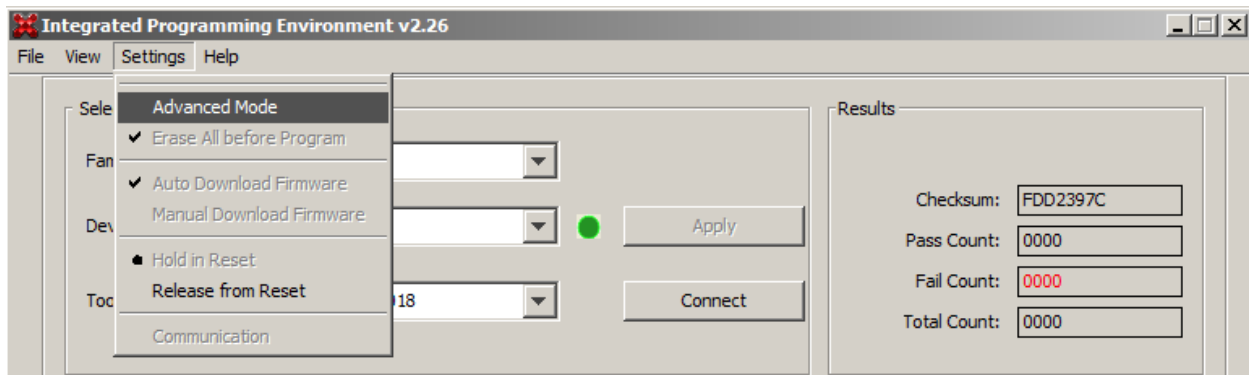 Integrated Programming Environment v2.26
File View Settings Help
Advanced Mode
Erase All before Program
Auto Download Firmware
Manual Download Firmware
Hold in Reset
Release from Reset
Communication
Apply
Connect
Results
Checksum: FDD2397C
Pass Count: 0000
Fail Count: 0000
Total Count: 0000